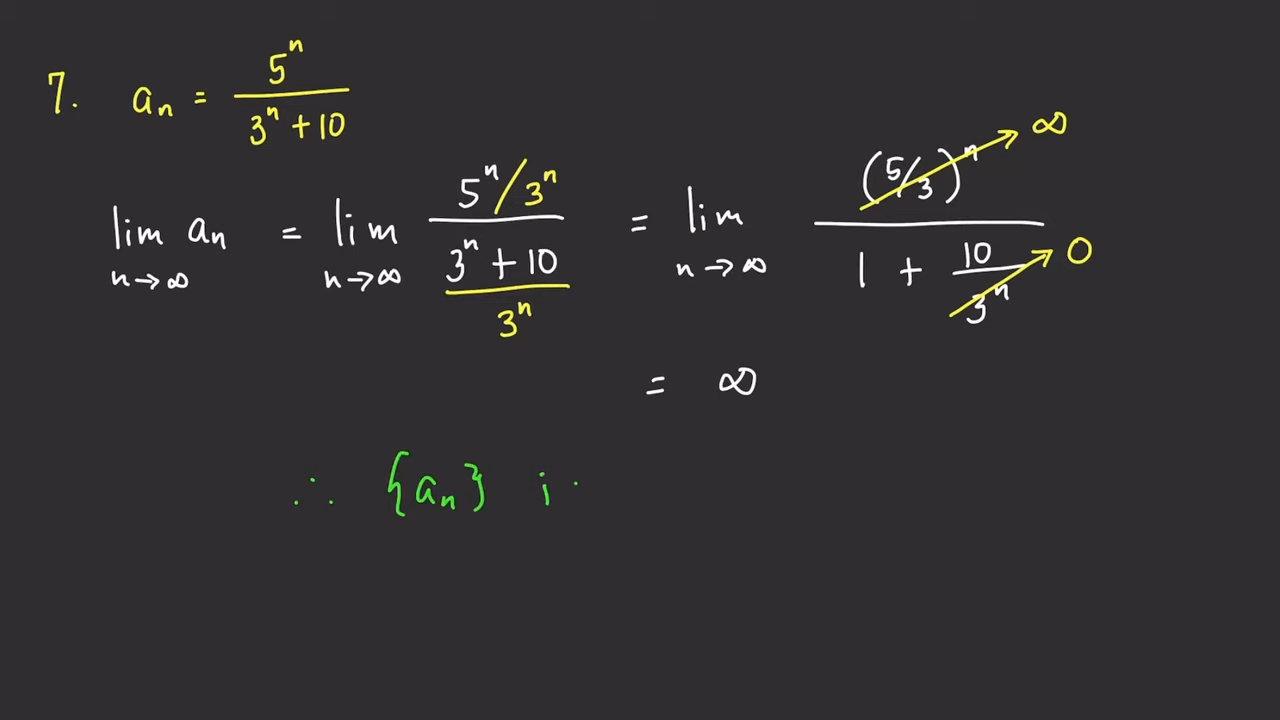 7. aₙ = 5ⁿ / (3ⁿ + 10)
lim n→∞ aₙ = lim n→∞ (5ⁿ/3ⁿ) / ((3ⁿ + 10) / 3ⁿ) = lim n→∞ (5/3)ⁿ → ∞ / (1 + 10/3ⁿ → 0)
= ∞
∴ {aₙ} i